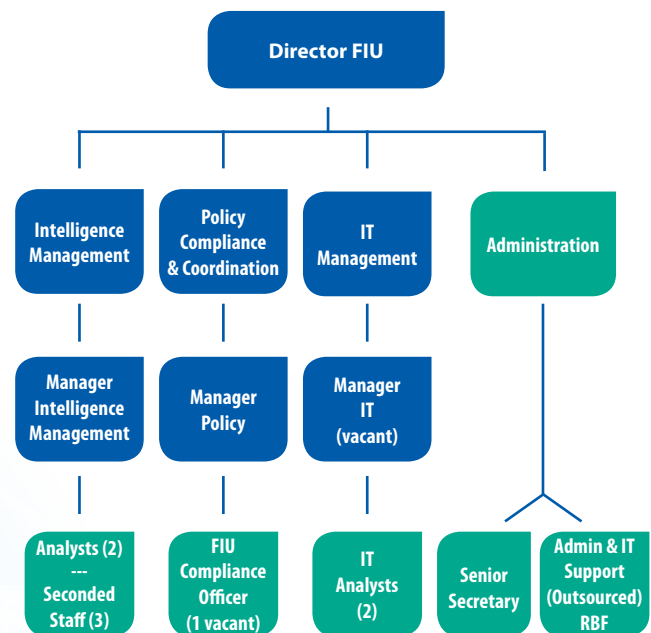 Director FIU
Intelligence
Management
Policy
Compliance
& Coordination
IT
Management
Administration
Manager
Intelligence
Management
Manager
Policy
Manager
IT
(vacant)
Analysts (2)
---
Seconded
Staff (3)
FIU
Compliance
Officer
(1 vacant)
IT
Analysts
(2)
Senior
Secretary
Admin & IT
Support
(Outsourced)
RBF